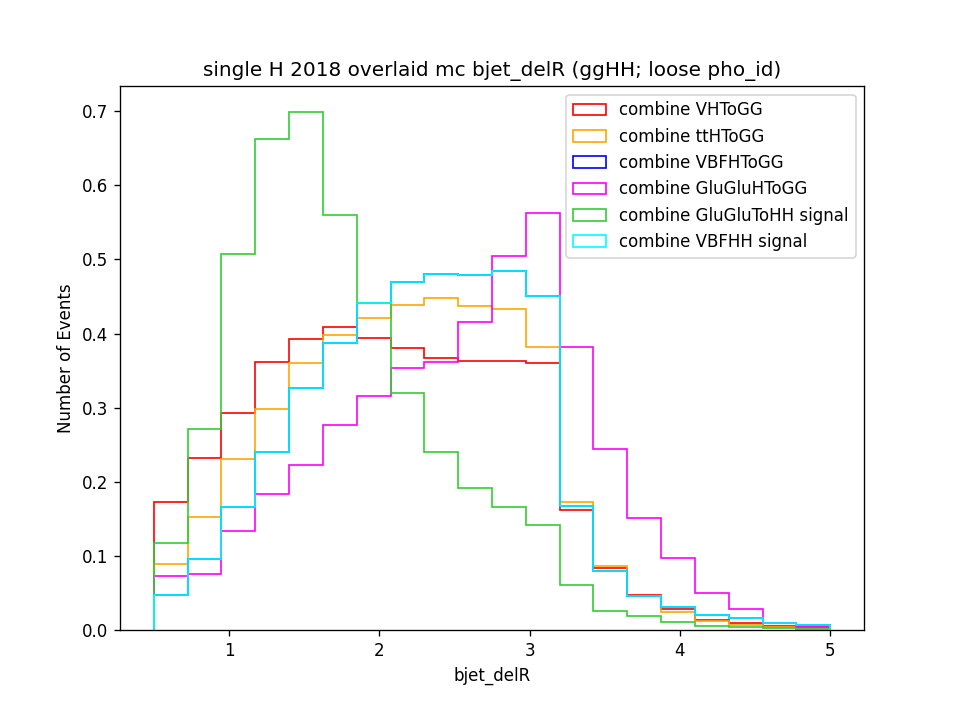 single H 2018 overlaid mc bjet_delR (ggHH; loose pho_id)
combine VHToGG
combine ttHToGG
combine VBFHToGG
combine GluGluHToGG
combine GluGluToHH signal
combine VBFHH signal
Number of Events
0.7
0.6
0.5
0.4
0.3
0.2
0.1
0.0
1
2
3
4
5
bjet_delR